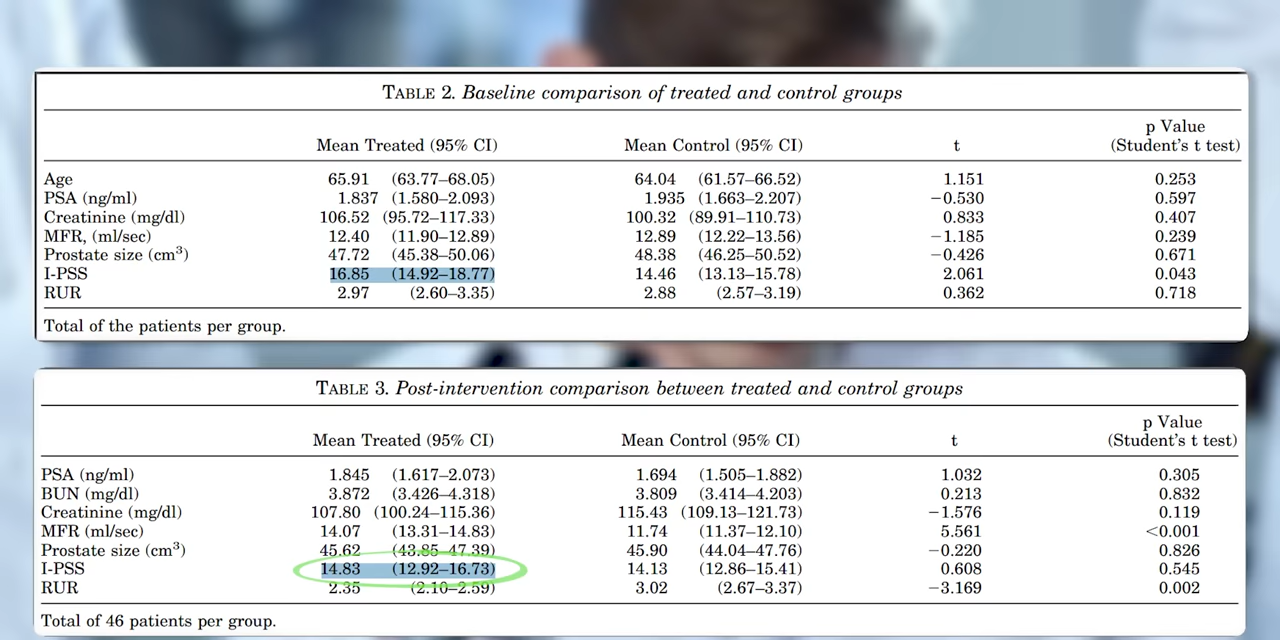 TABLE 2. Baseline comparison of treated and control groups
p Value
Mean Treated (95% CI) Mean Control (95% CI) t (Student's t test)
Age 65.91 (63.77–68.05) 64.04 (61.57–66.52) 1.151 0.253
PSA (ng/ml) 1.837 (1.580–2.093) 1.935 (1.663–2.207) −0.530 0.597
Creatinine (mg/dl) 106.52 (95.72–117.33) 100.32 (89.91–110.73) 0.833 0.407
MFR, (ml/sec) 12.40 (11.90–12.89) 12.89 (12.22–13.56) −1.185 0.239
Prostate size (cm³) 47.72 (45.38–50.06) 48.38 (46.25–50.52) −0.426 0.671
I-PSS 16.85 (14.92–18.77) 14.46 (13.13–15.78) 2.061 0.043
RUR 2.97 (2.60–3.35) 2.88 (2.57–3.19) 0.362 0.718
Total of the patients per group.
TABLE 3. Post-intervention comparison between treated and control groups
p Value
Mean Treated (95% CI) Mean Control (95% CI) t (Student's t test)
PSA (ng/ml) 1.845 (1.617–2.073) 1.694 (1.505–1.882) 1.032 0.305
BUN (mg/dl) 3.872 (3.426–4.318) 3.809 (3.414–4.203) 0.213 0.832
Creatinine (mg/dl) 107.80 (100.24–115.36) 115.43 (109.13–121.73) −1.576 0.119
MFR (ml/sec) 14.07 (13.31–14.83) 11.74 (11.37–12.10) 5.561 <0.001
Prostate size (cm³) 45.62 (43.85–47.39) 45.90 (44.04–47.76) −0.220 0.826
I-PSS 14.83 (12.92–16.73) 14.13 (12.86–15.41) 0.608 0.545
RUR 2.35 (2.10–2.59) 3.02 (2.67–3.37) −3.169 0.002
Total of 46 patients per group.